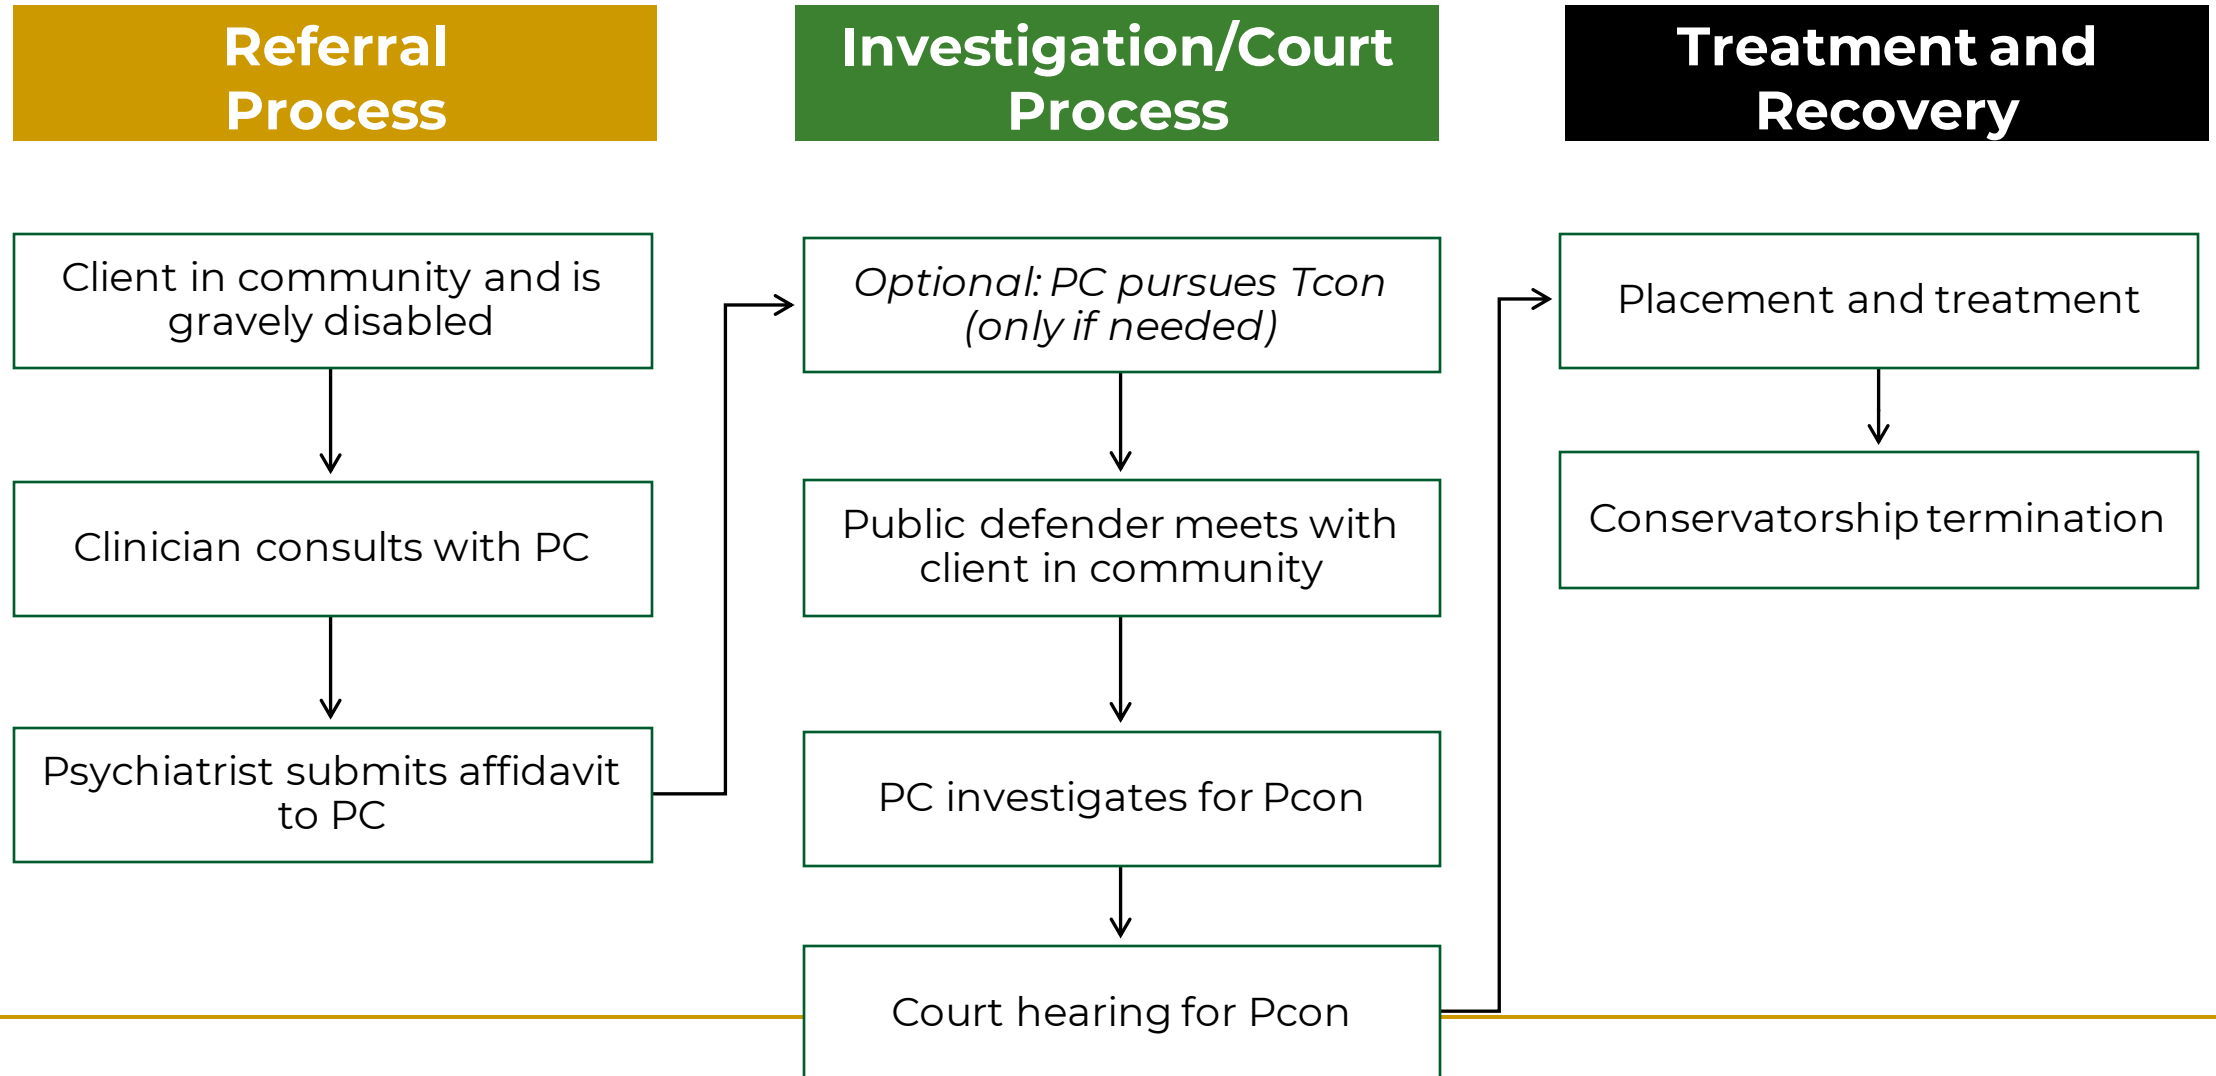 Referral
Process
Client in community and is
gravely disabled
Clinician consults with PC
Psychiatrist submits affidavit
to PC
Investigation/Court
Process
Optional: PC pursues Tcon
(only if needed)
Public defender meets with
client in community
PC investigates for Pcon
Court hearing for Pcon
Treatment and
Recovery
Placement and treatment
Conservatorship termination